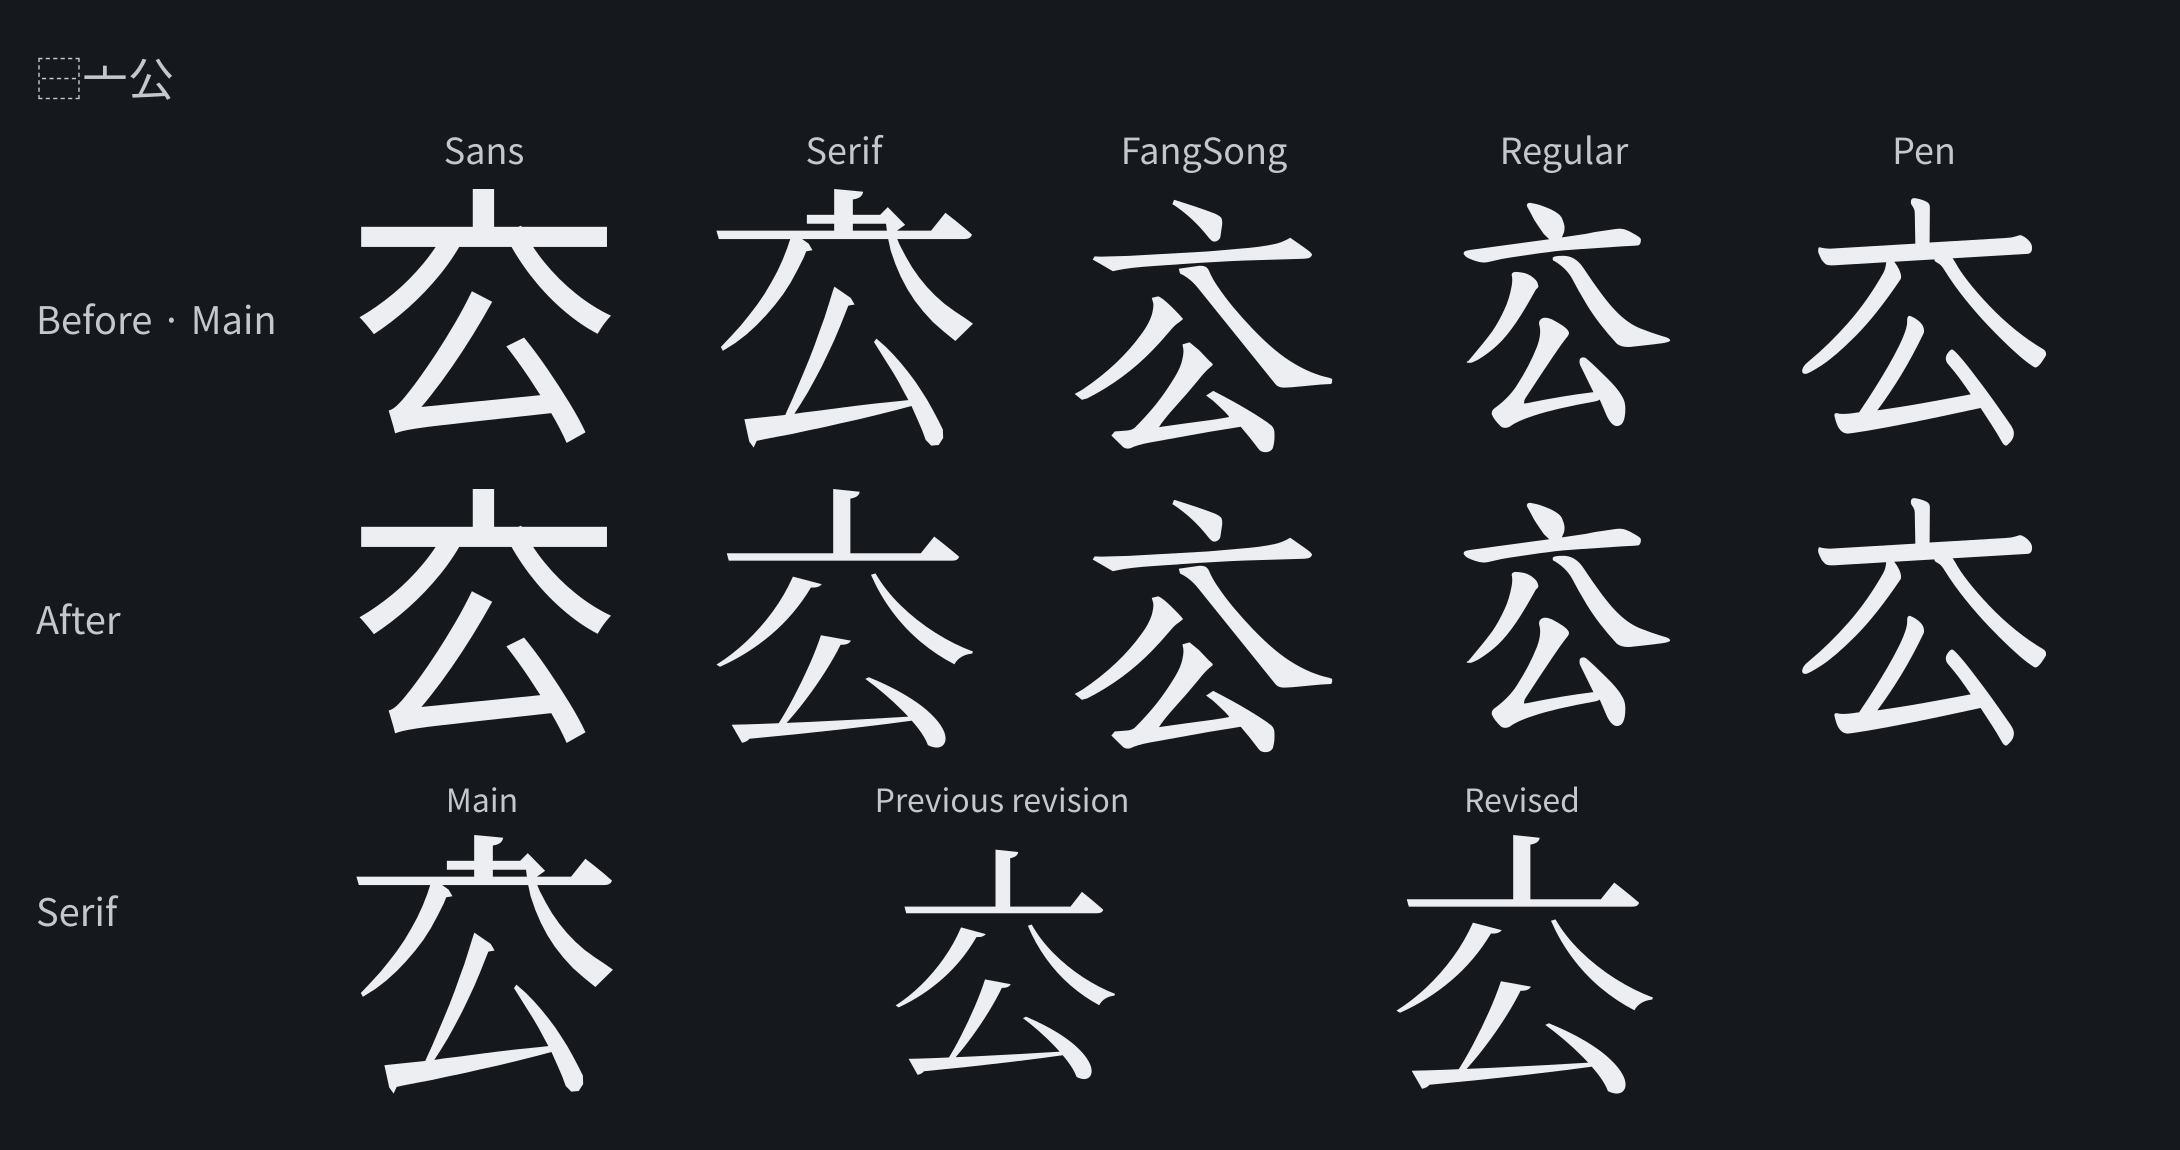 ⿱亠公
Sans Serif FangSong Regular Pen
Before · Main
After
Main Previous revision Revised
Serif